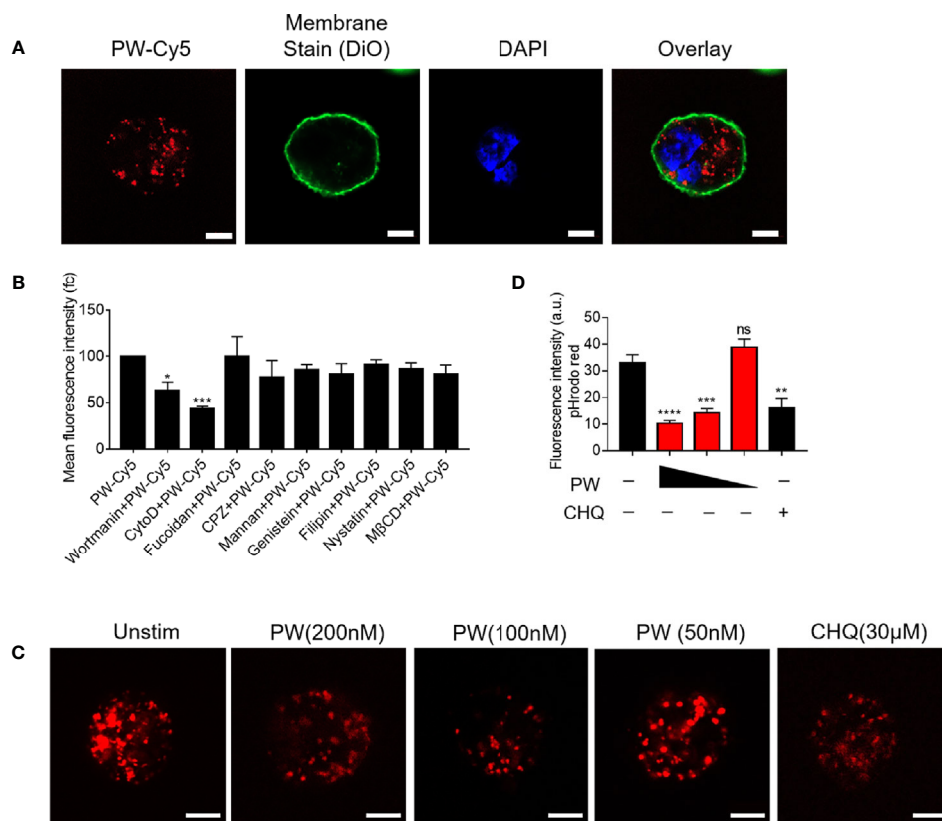 A
PW-Cy5
Membrane
Stain (DiO)
DAPI
Overlay
B
Mean fluorescence intensity (fc)
150
100
50
0
*
***
PW-Cy5
Wortmanin+PW-Cy5
CytoD+PW-Cy5
Fucoidan+PW-Cy5
CPZ+PW-Cy5
Mannan+PW-Cy5
Genistein+PW-Cy5
Filipin+PW-Cy5
Nystatin+PW-Cy5
MβCD+PW-Cy5
D
Fluorescence intensity (a.u.)
pHrodo red
50
40
30
20
10
0
**** *** ns **
PW – –
CHQ – – – – +
C
Unstim
PW(200nM)
PW(100nM)
PW (50nM)
CHQ(30µM)